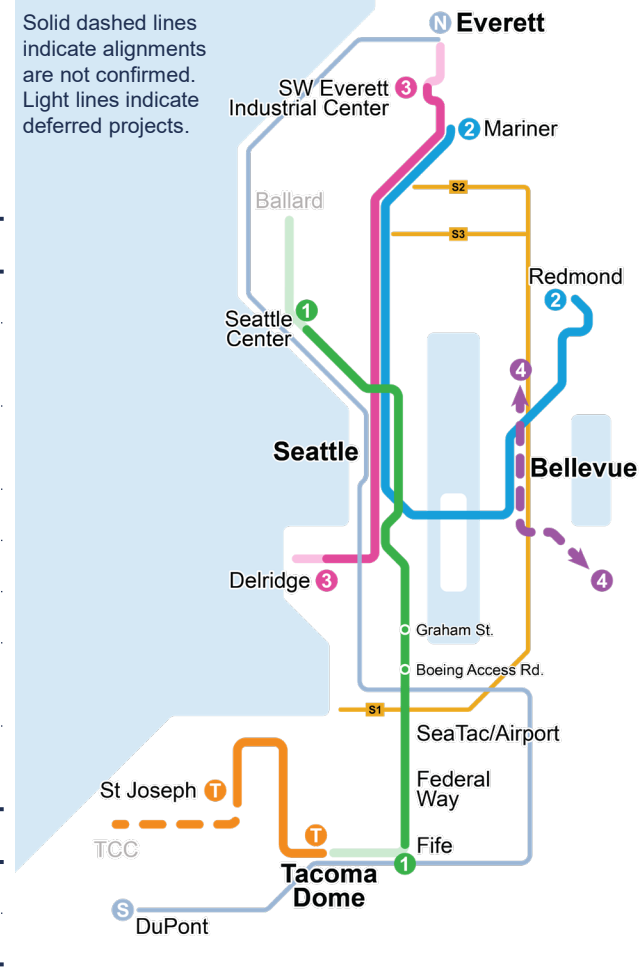 Solid dashed lines
indicate alignments
are not confirmed.
Light lines indicate
deferred projects.
N Everett
SW Everett
Industrial Center
3
2 Mariner
S2
Ballard
S3
Redmond
2
1
Seattle
Center
4
Seattle
Bellevue
Delridge 3
4
Graham St.
Boeing Access Rd.
S1
SeaTac/Airport
Federal
Way
St Joseph T
T
TCC
Fife
1
Tacoma
Dome
S
DuPont